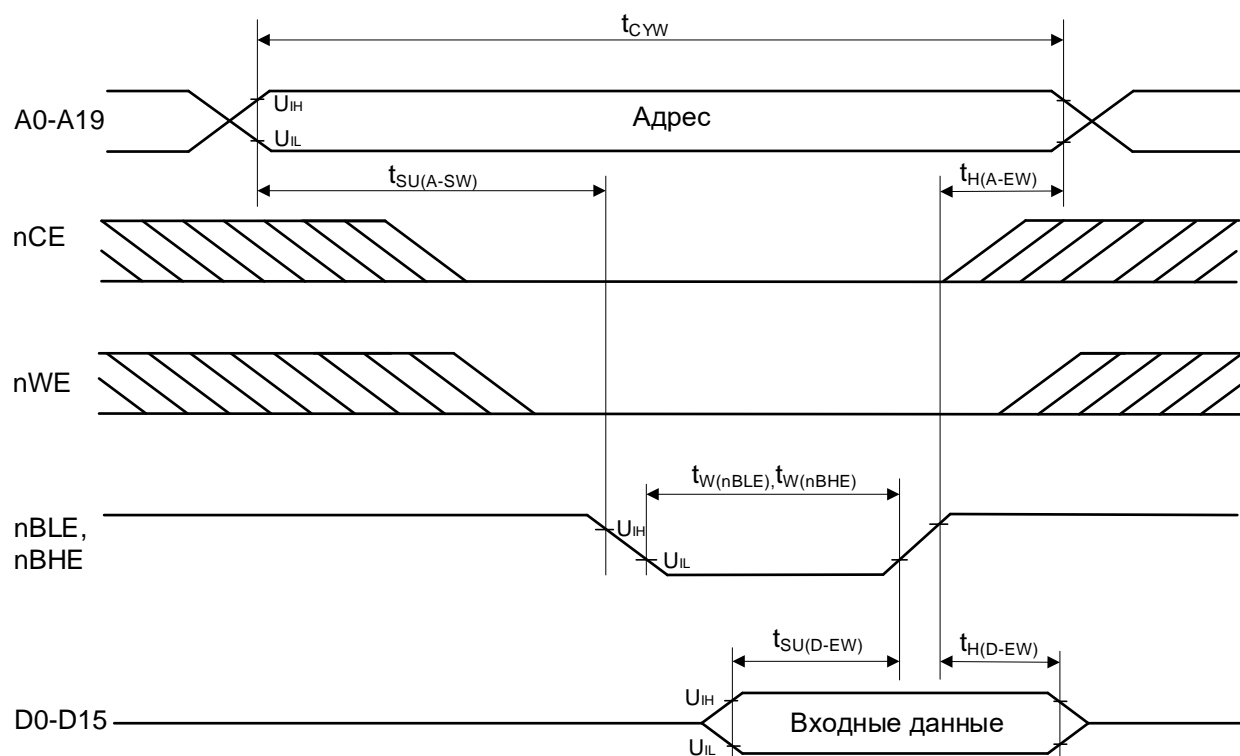 tCYW
A0-A19
UIH
UIL
Адрес
tSU(A-SW)
tH(A-EW)
nCE
nWE
tW(nBLE),tW(nBHE)
nBLE,
nBHE
UIH
UIL
tSU(D-EW)
tH(D-EW)
D0-D15
UIH
UIL
Входные данные